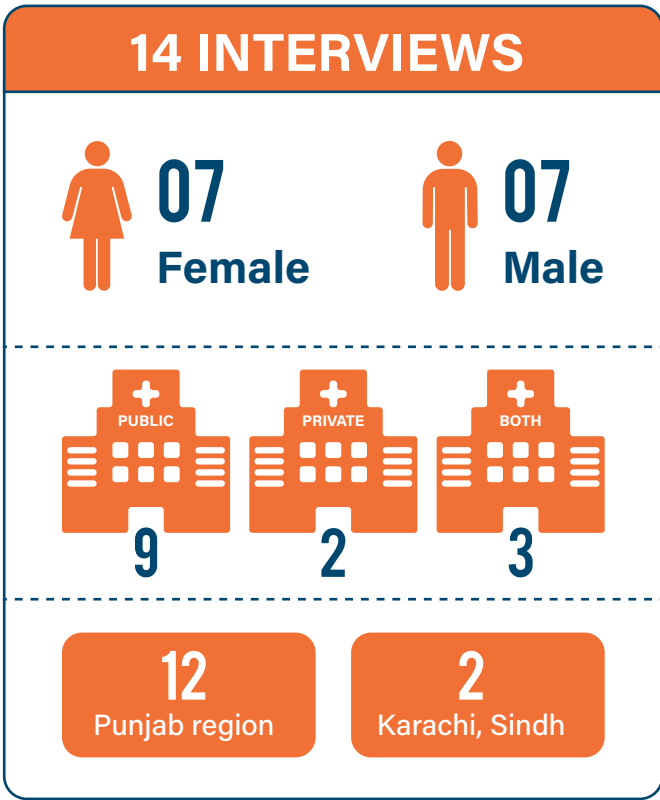 14 INTERVIEWS
07
Female
07
Male
PUBLIC
PRIVATE
BOTH
9
2
3
12
Punjab region
2
Karachi, Sindh